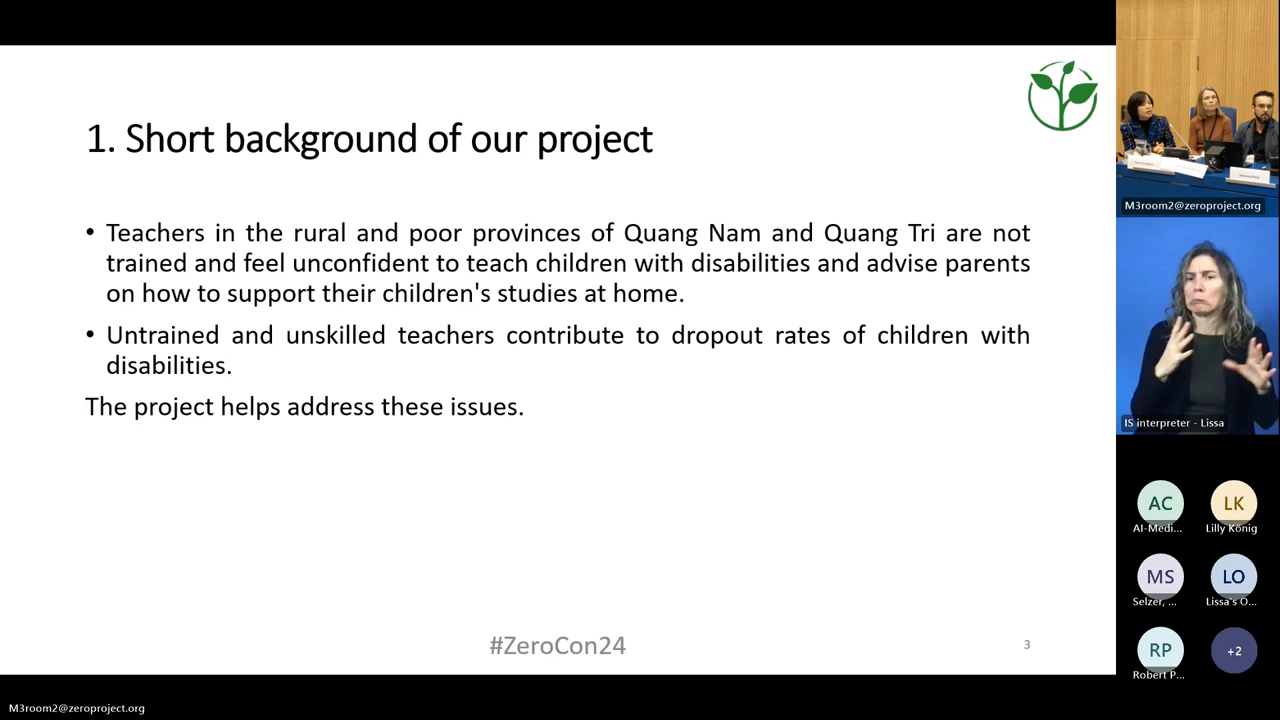 1. Short background of our project
• Teachers in the rural and poor provinces of Quang Nam and Quang Tri are not
trained and feel unconfident to teach children with disabilities and advise parents
on how to support their children's studies at home.
• Untrained and unskilled teachers contribute to dropout rates of children with
disabilities.
The project helps address these issues.
#ZeroCon24
3
M3room2@zeroproject.org
IS interpreter - Lissa
AC
AI-Medi...
LK
Lilly König
MS
Selzer, ...
LO
Lissa's O...
RP
Robert P...
+2
M3room2@zeroproject.org